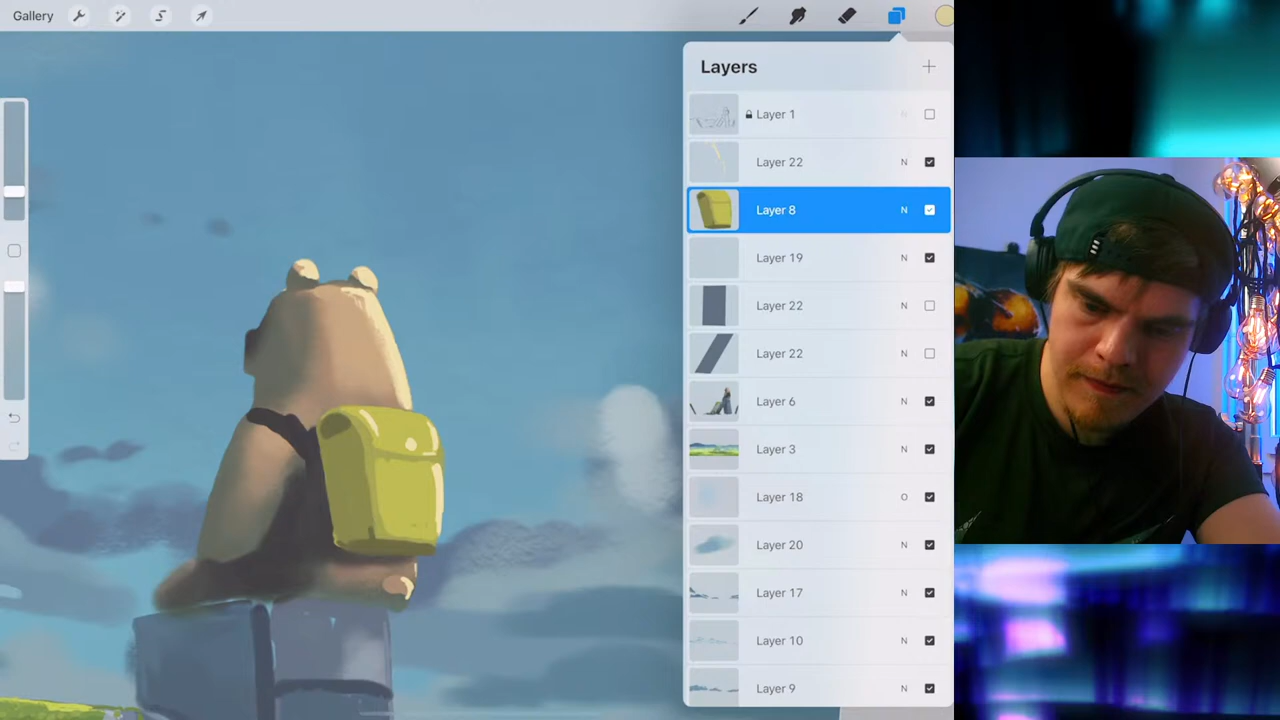 Gallery
Layers
Layer 1
Layer 22 N
Layer 8 N
Layer 19 N
Layer 22 N
Layer 22 N
Layer 6 N
Layer 3 N
Layer 18 O
Layer 20 N
Layer 17 N
Layer 10 N
Layer 9 N